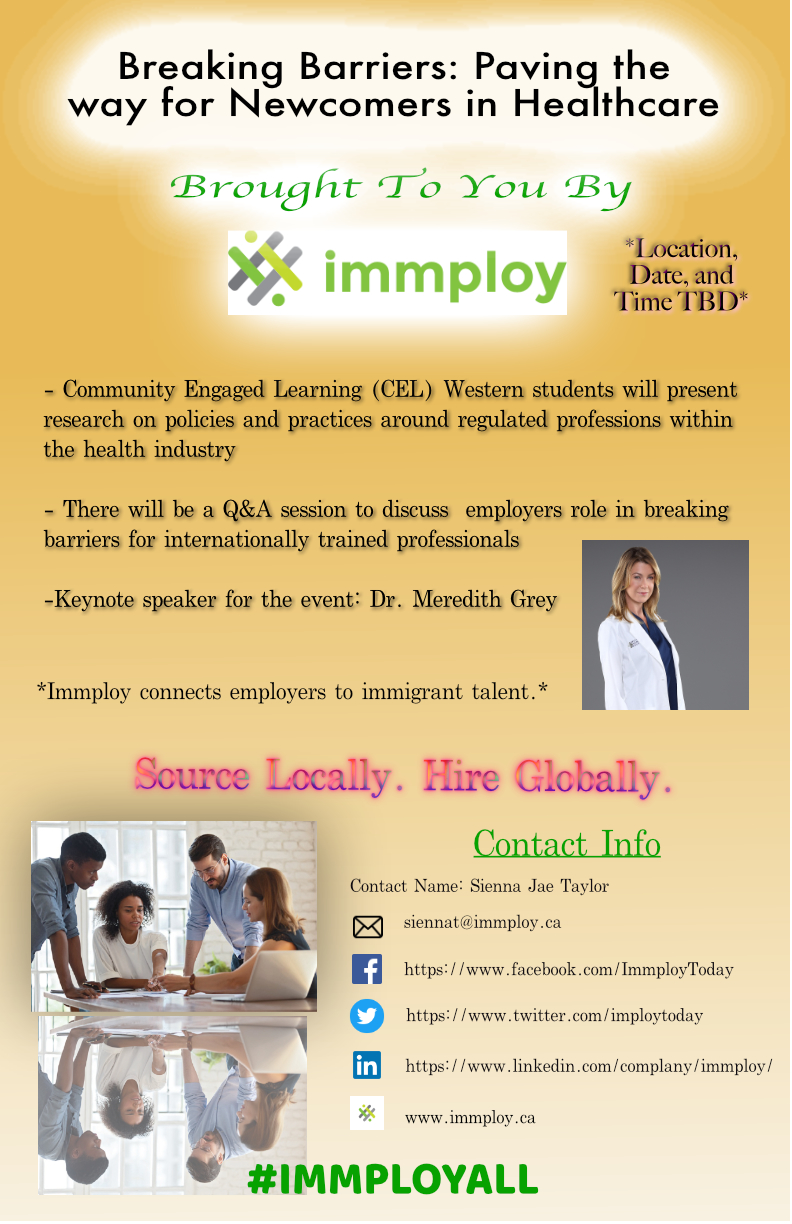 Breaking Barriers: Paving the
way for Newcomers in Healthcare
Brought To You By
immploy
*Location,
Date, and
Time TBD*
- Community Engaged Learning (CEL) Western students will present
research on policies and practices around regulated professions within
the health industry
- There will be a Q&A session to discuss employers role in breaking
barriers for internationally trained professionals
-Keynote speaker for the event: Dr. Meredith Grey
*Immploy connects employers to immigrant talent.*
Source Locally. Hire Globally.
Contact Info
Contact Name: Sienna Jae Taylor
siennat@immploy.ca
https://www.facebook.com/ImmployToday
https://www.twitter.com/imploytoday
https://www.linkedin.com/complany/immploy/
www.immploy.ca
#IMMPLOYALL